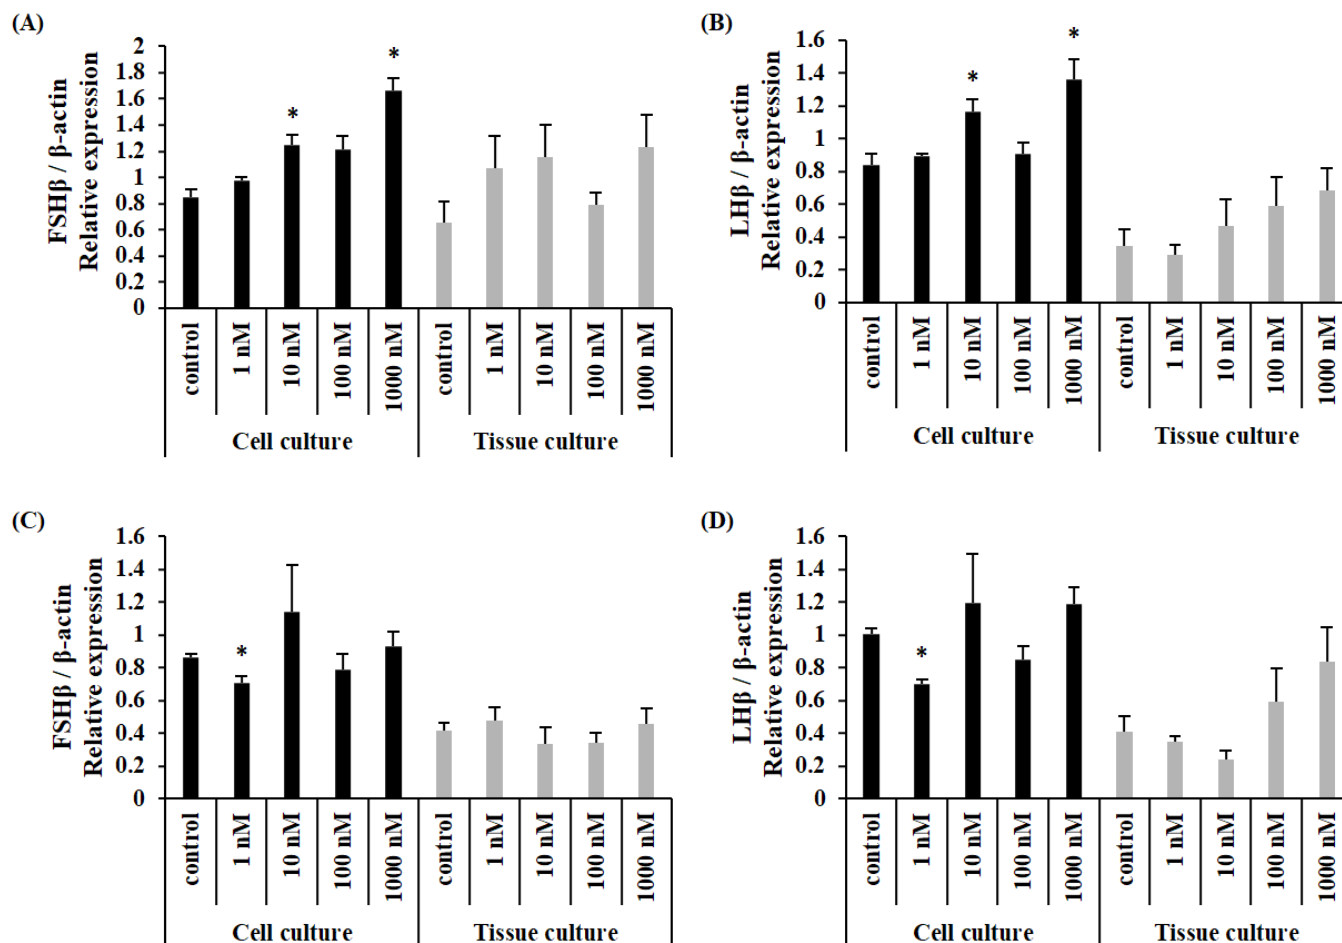 (A)
FSHβ / β-actin
Relative expression
2
1.8
1.6
1.4
1.2
1
0.8
0.6
0.4
0.2
0
*
*
control
1 nM
10 nM
100 nM
1000 nM
control
1 nM
10 nM
100 nM
1000 nM
Cell culture
Tissue culture
(B)
LHβ / β-actin
Relative expression
1.6
1.4
1.2
1
0.8
0.6
0.4
0.2
0
*
*
control
1 nM
10 nM
100 nM
1000 nM
control
1 nM
10 nM
100 nM
1000 nM
Cell culture
Tissue culture
(C)
FSHβ / β-actin
Relative expression
1.6
1.4
1.2
1
0.8
0.6
0.4
0.2
0
*
control
1 nM
10 nM
100 nM
1000 nM
control
1 nM
10 nM
100 nM
1000 nM
Cell culture
Tissue culture
(D)
LHβ / β-actin
Relative expression
1.6
1.4
1.2
1
0.8
0.6
0.4
0.2
0
*
control
1 nM
10 nM
100 nM
1000 nM
control
1 nM
10 nM
100 nM
1000 nM
Cell culture
Tissue culture